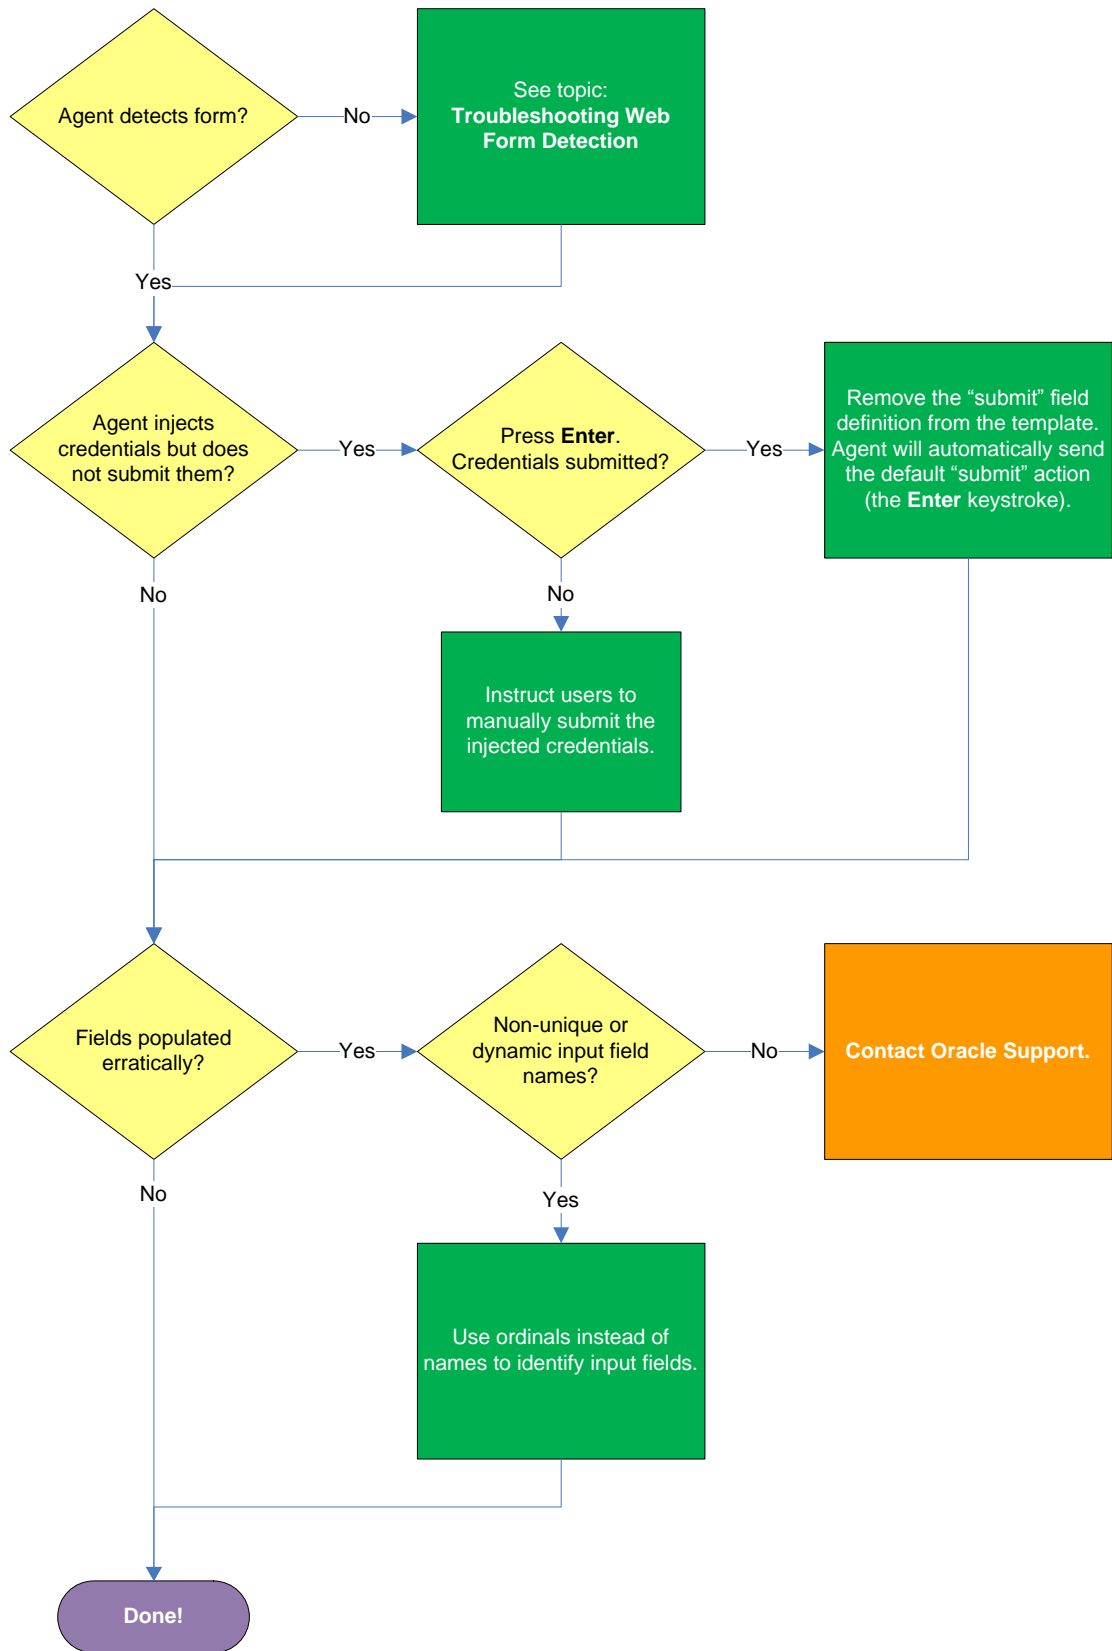 Agent detects form?
No
See topic:
Troubleshooting Web
Form Detection
Yes
Agent injects
credentials but does
not submit them?
Yes
Press Enter.
Credentials submitted?
Yes
Remove the “submit” field
definition from the template.
Agent will automatically send
the default “submit” action
(the Enter keystroke).
No
No
Instruct users to
manually submit the
injected credentials.
Fields populated
erratically?
Yes
Non-unique or
dynamic input field
names?
No
Contact Oracle Support.
No
Yes
Use ordinals instead of
names to identify input fields.
Done!